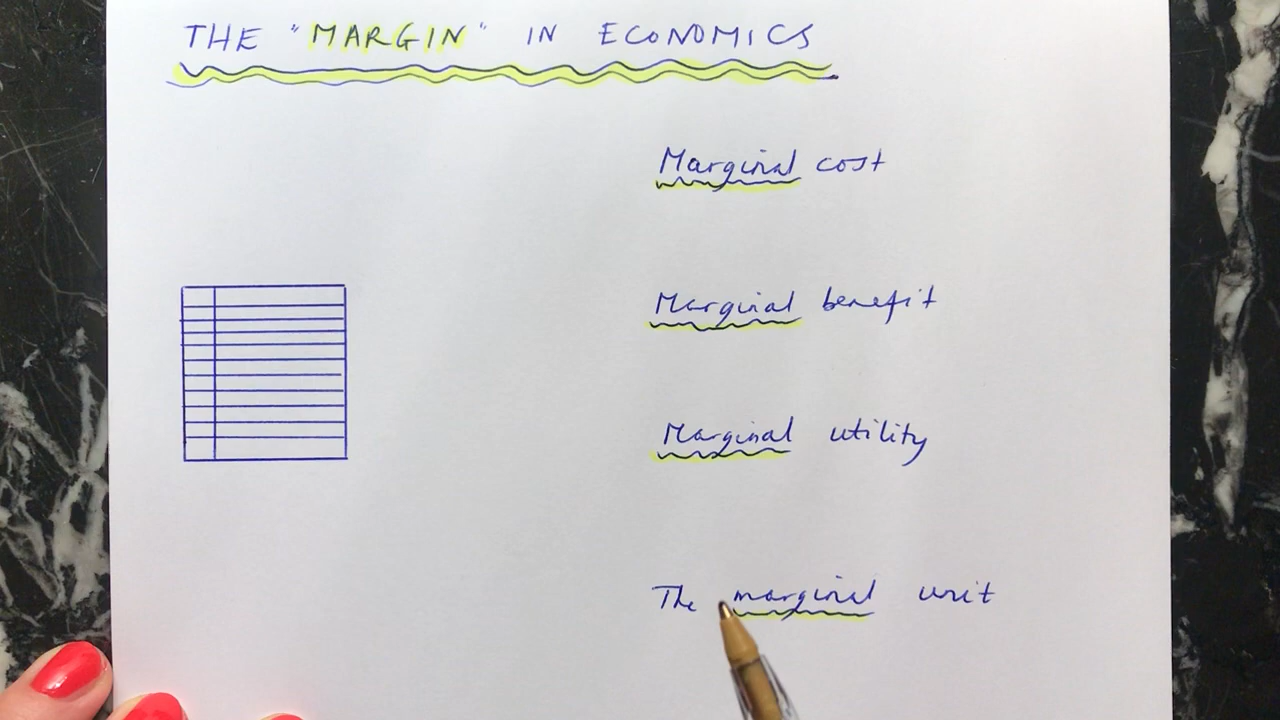 THE "MARGIN" IN ECONOMICS
Marginal cost
Marginal benefit
Marginal utility
The marginal unit